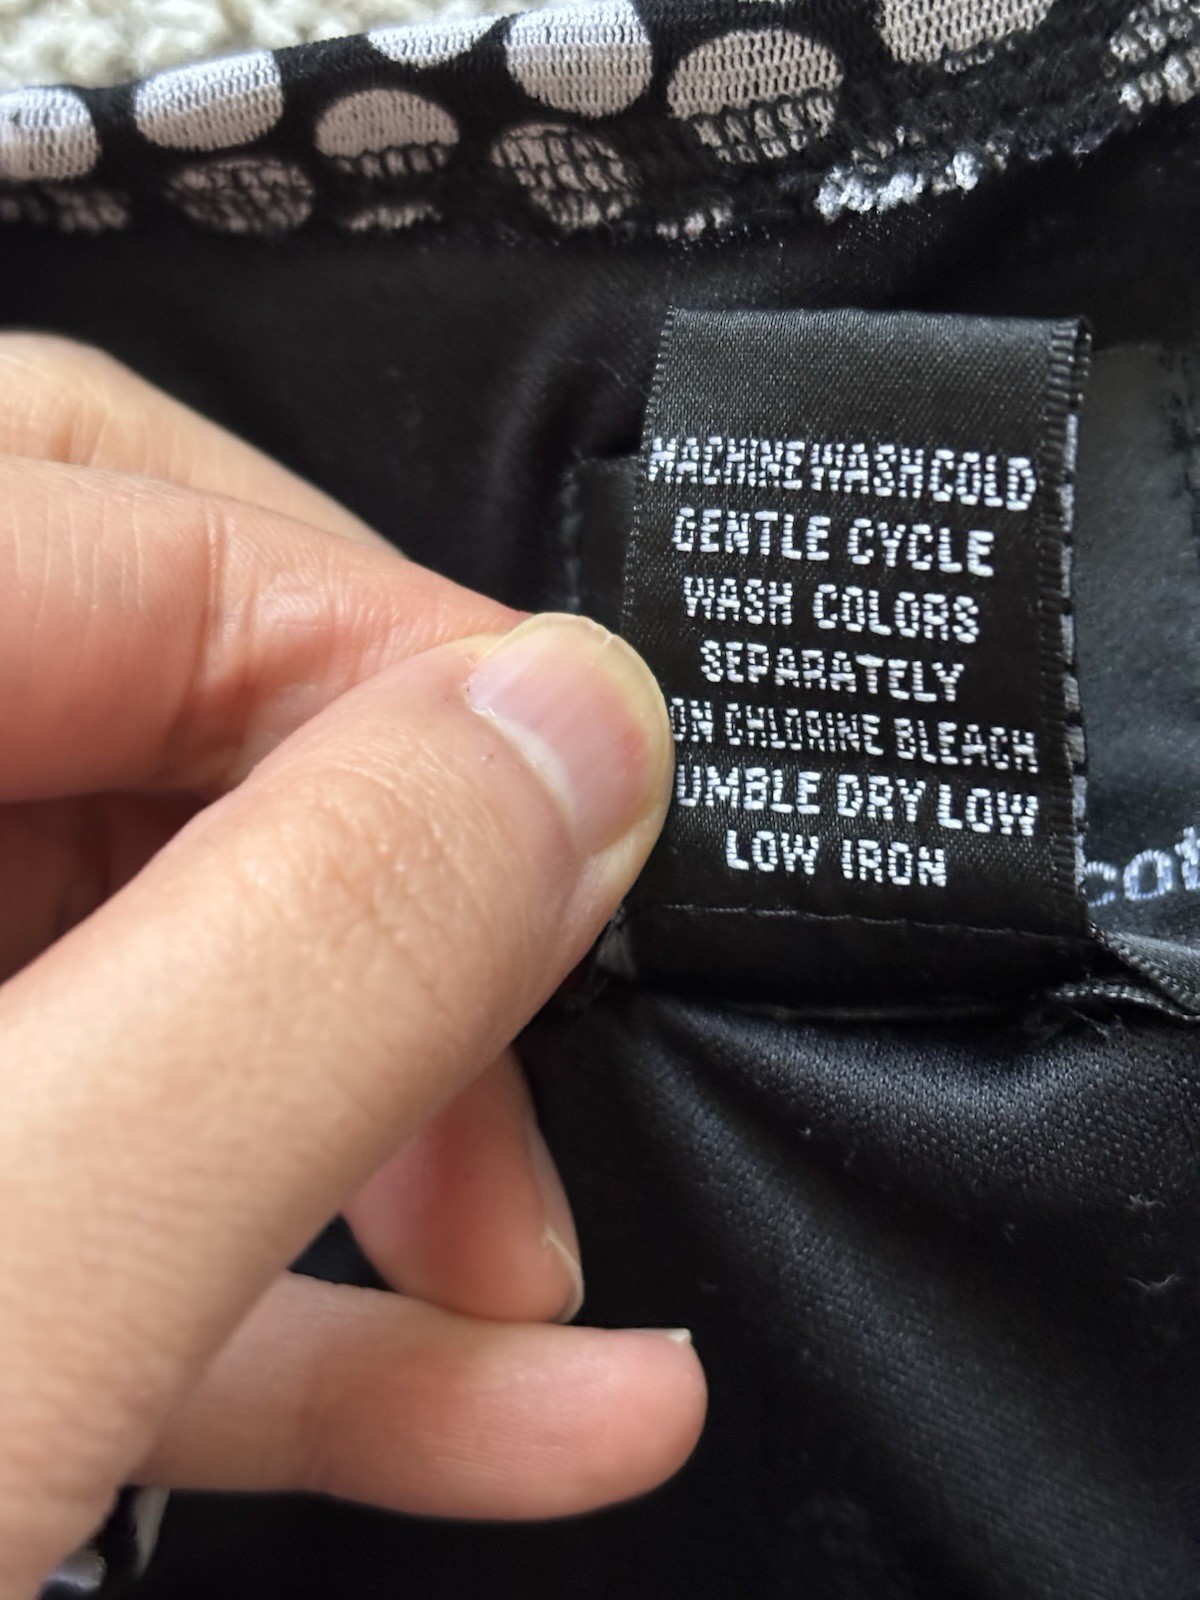 MACHINE WASH COLD
GENTLE CYCLE
WASH COLORS
SEPARATELY
ON CHLORINE BLEACH
UMBLE DRY LOW
LOW IRON